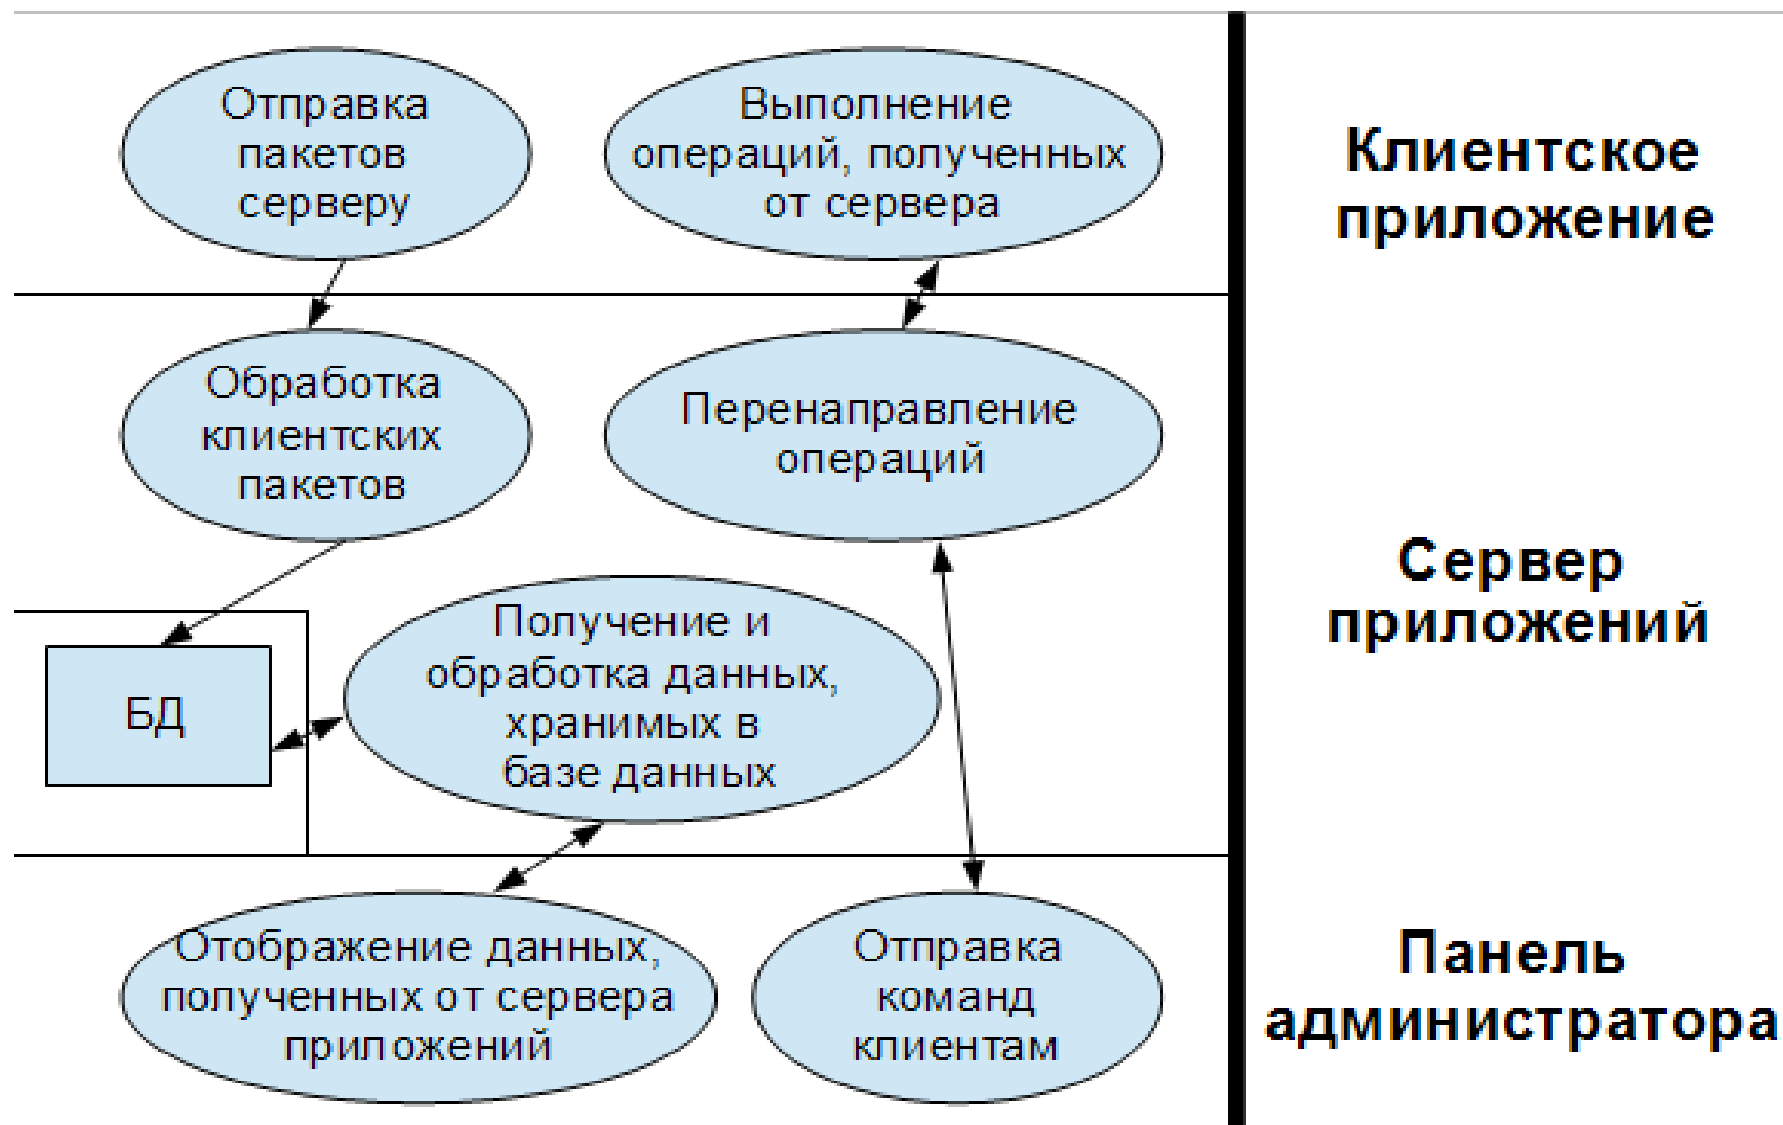 Отправка
пакетов
серверу
Выполнение
операций, полученных
от сервера
Клиентское
приложение
Обработка
клиентских
пакетов
Перенаправление
операций
БД
Получение и
обработка данных,
хранимых в
базе данных
Сервер
приложений
Отображение данных,
полученных от сервера
приложений
Отправка
команд
клиентам
Панель
администратора